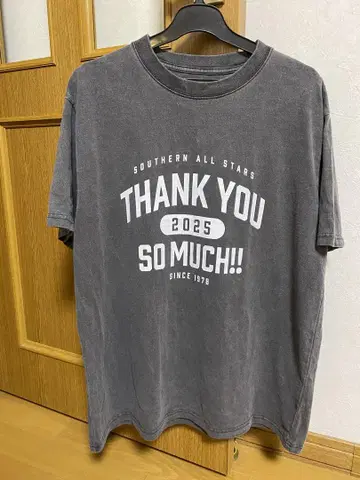 SOUTHERN ALL STARS
THANK YOU
2025
SO MUCH!!
SINCE 1978